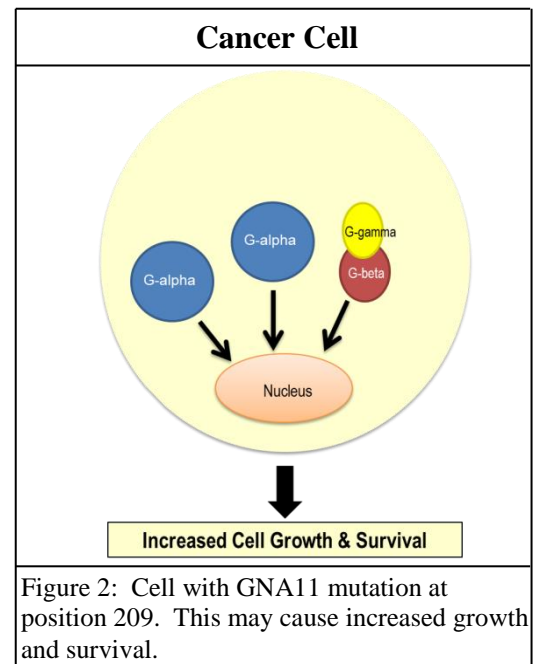 Cancer Cell
G-alpha
G-alpha
G-gamma
G-beta
Nucleus
Increased Cell Growth & Survival
Figure 2: Cell with GNA11 mutation at
position 209. This may cause increased growth
and survival.